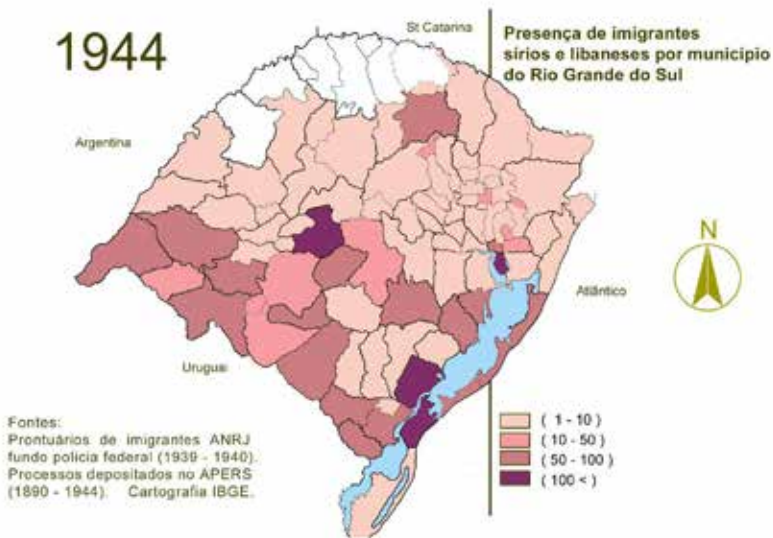 1944
St Catarina
Presença de imigrantes
sírios e libaneses por município
do Rio Grande do Sul
Argentina
N
Atlântico
Uruguai
Fontes:
Prontuários de imigrantes ANRJ
fundo policia federal (1939 - 1940).
Processos depositados no APERS
(1890 - 1944). Cartografia IBGE.
( 1 - 10 )
( 10 - 50 )
( 50 - 100 )
( 100 < )